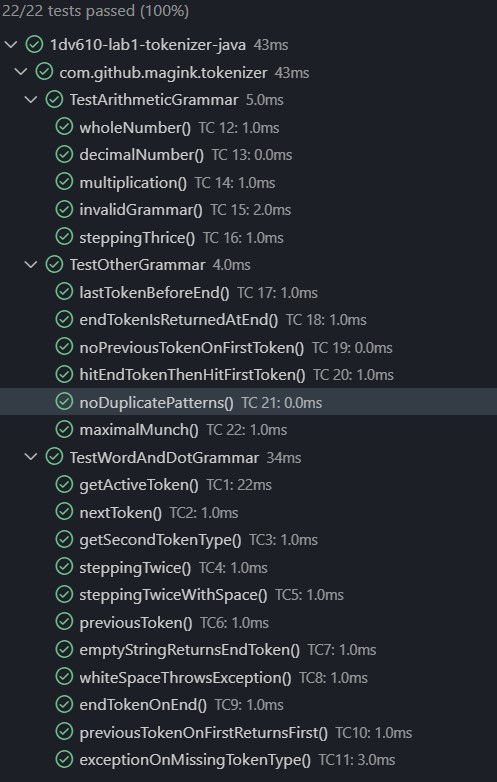 22/22 tests passed (100%)
1dv610-lab1-tokenizer-java 43ms
com.github.magink.tokenizer 43ms
TestArithmeticGrammar 5.0ms
wholeNumber() TC 12: 1.0ms
decimalNumber() TC 13: 0.0ms
multiplication() TC 14: 1.0ms
invalidGrammar() TC 15: 2.0ms
steppingThrice() TC 16: 1.0ms
TestOtherGrammar 4.0ms
lastTokenBeforeEnd() TC 17: 1.0ms
endTokenIsReturnedAtEnd() TC 18: 1.0ms
noPreviousTokenOnFirstToken() TC 19: 0.0ms
hitEndTokenThenHitFirstToken() TC 20: 1.0ms
noDuplicatePatterns() TC 21: 0.0ms
maximalMunch() TC 22: 1.0ms
TestWordAndDotGrammar 34ms
getActiveToken() TC1: 22ms
nextToken() TC2: 1.0ms
getSecondTokenType() TC3: 1.0ms
steppingTwice() TC4: 1.0ms
steppingTwiceWithSpace() TC5: 1.0ms
previousToken() TC6: 1.0ms
emptyStringReturnsEndToken() TC7: 1.0ms
whiteSpaceThrowsException() TC8: 1.0ms
endTokenOnEnd() TC9: 1.0ms
previousTokenOnFirstReturnsFirst() TC10: 1.0ms
exceptionOnMissingTokenType() TC11: 3.0ms